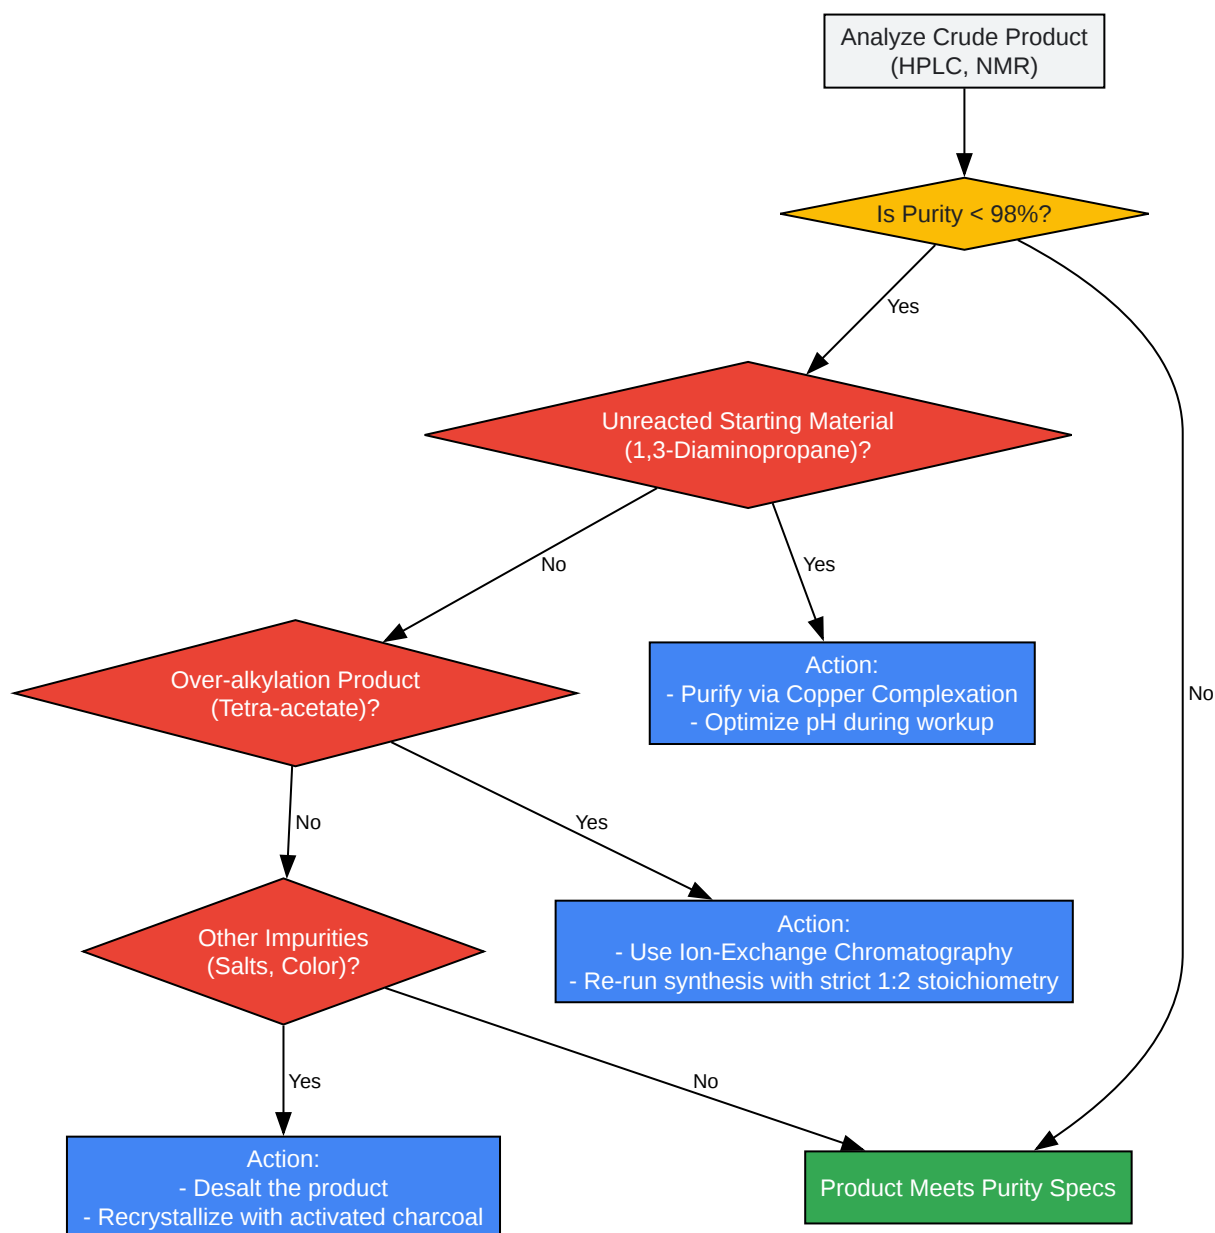 Analyze Crude Product
(HPLC, NMR)
Is Purity < 98%?
Yes
Unreacted Starting Material
(1,3-Diaminopropane)?
No
Yes
Over-alkylation Product
(Tetra-acetate)?
Action:
- Purify via Copper Complexation
- Optimize pH during workup
No
No
Yes
Other Impurities
(Salts, Color)?
Action:
- Use Ion-Exchange Chromatography
- Re-run synthesis with strict 1:2 stoichiometry
Yes
No
Action:
- Desalt the product
- Recrystallize with activated charcoal
Product Meets Purity Specs